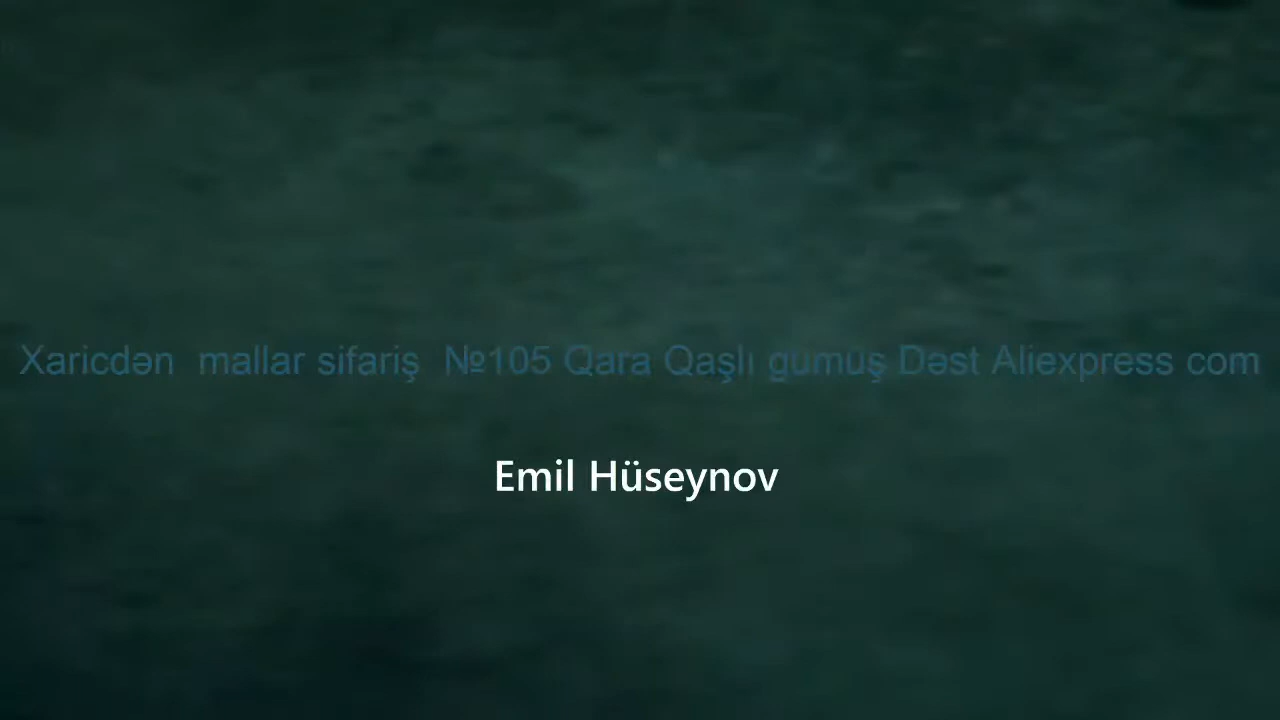 Xaricdən mallar sifariş №105 Qara Qaşlı gumuş Dəst Aliexpress com
Emil Hüseynov